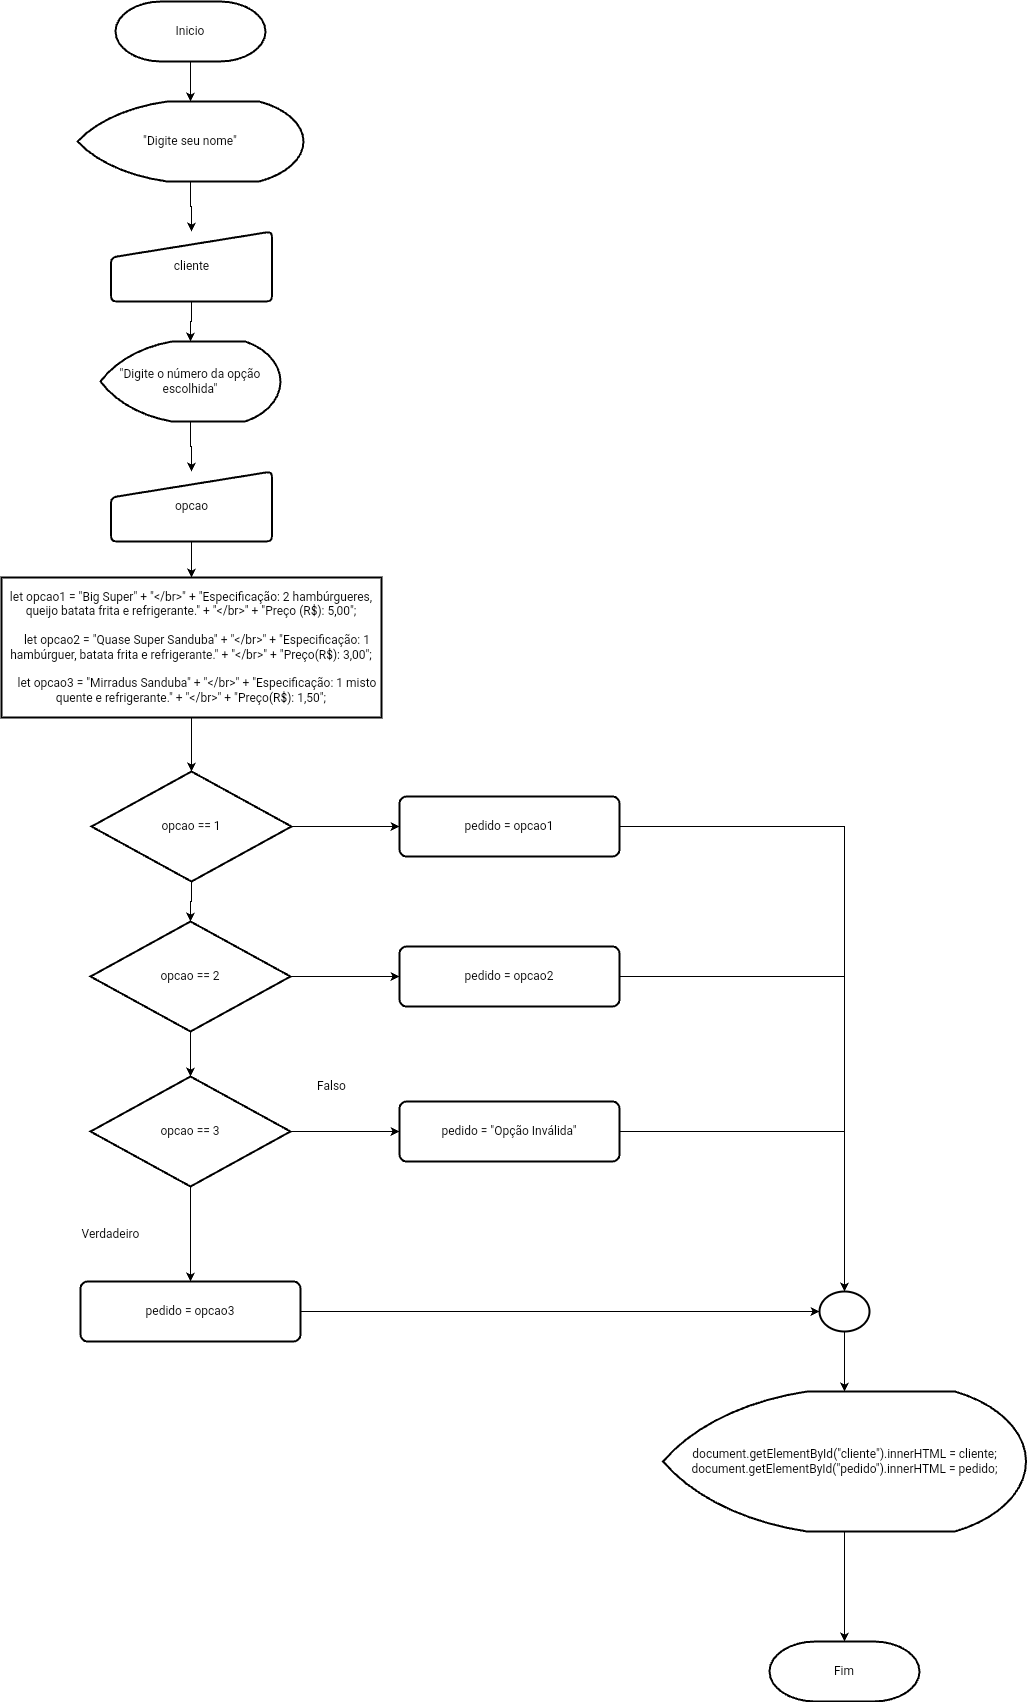 Inicio
"Digite seu nome"
cliente
"Digite o número da opção
escolhida"
opcao
let opcao1 = "Big Super" + "</br>" + "Especificação: 2 hambúrgueres,
queijo batata frita e refrigerante." + "</br>" + "Preço (R$): 5,00";
let opcao2 = "Quase Super Sanduba" + "</br>" + "Especificação: 1
hambúrguer, batata frita e refrigerante." + "</br>" + "Preço(R$): 3,00";
let opcao3 = "Mirradus Sanduba" + "</br>" + "Especificação: 1 misto
quente e refrigerante." + "</br>" + "Preço(R$): 1,50";
opcao == 1
pedido = opcao1
opcao == 2
pedido = opcao2
Falso
opcao == 3
pedido = "Opção Inválida"
Verdadeiro
pedido = opcao3
document.getElementById("cliente").innerHTML = cliente;
document.getElementById("pedido").innerHTML = pedido;
Fim